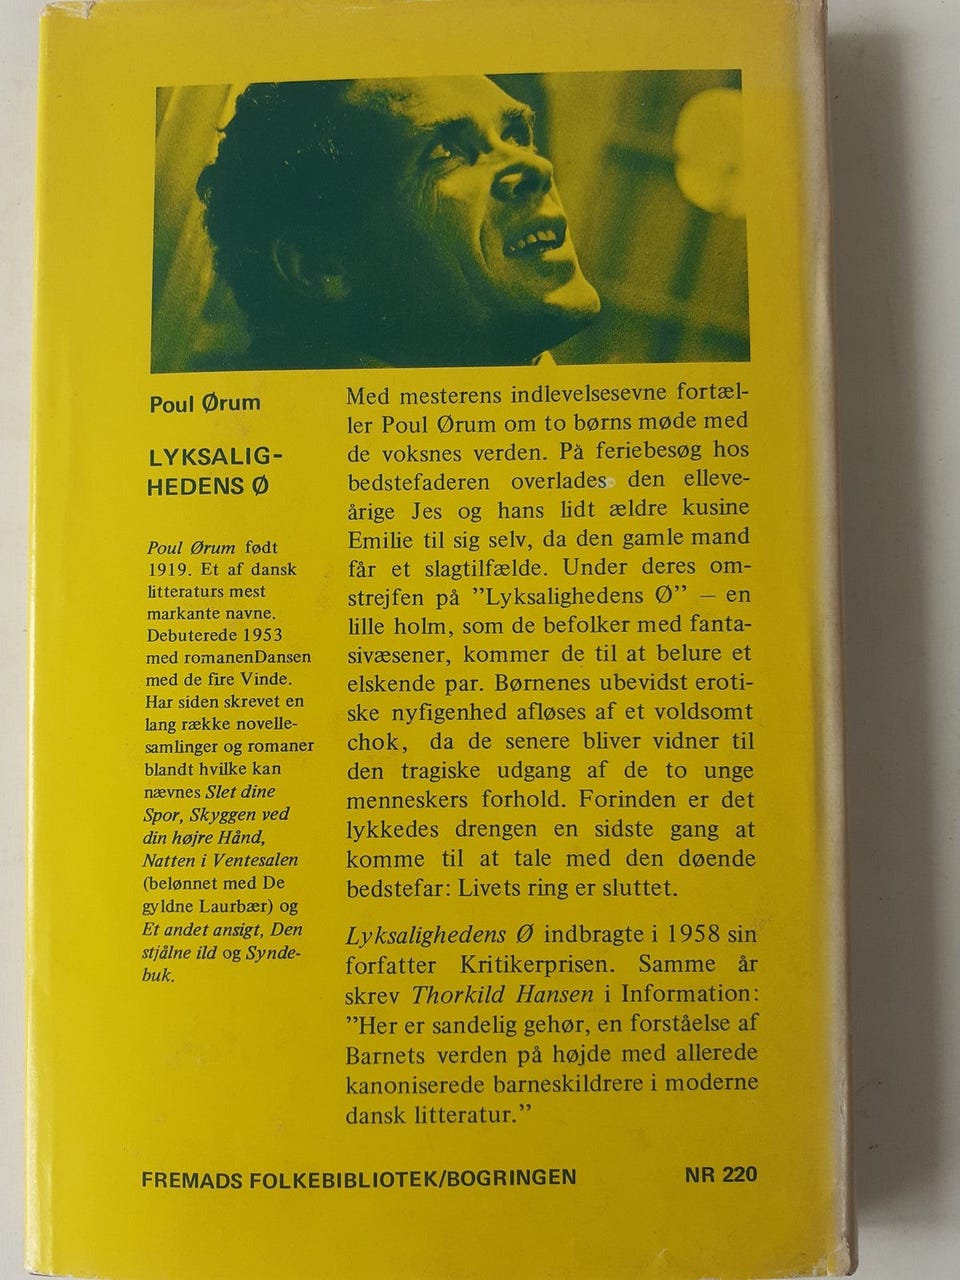 Poul Ørum
LYKSALIG-
HEDENS Ø
Poul Ørum født
1919. Et af dansk
litteraturs mest
markante navne.
Debuterede 1953
med romanenDansen
med de fire Vinde.
Har siden skrevet en
lang række novelle-
samlinger og romaner
blandt hvilke kan
nævnes Slet dine
Spor, Skyggen ved
din højre Hånd,
Natten i Ventesalen
(belønnet med De
gyldne Laurbær) og
Et andet ansigt, Den
stjålne ild og Synde-
buk.
Med mesterens indlevelsesevne fortæl-
ler Poul Ørum om to børns møde med
de voksnes verden. På feriebesøg hos
bedstefaderen overlades den elleve-
årige Jes og hans lidt ældre kusine
Emilie til sig selv, da den gamle mand
får et slagtilfælde. Under deres om-
strejfen på ”Lyksalighedens Ø” – en
lille holm, som de befolker med fanta-
sivæsener, kommer de til at belure et
elskende par. Børnenes ubevidst eroti-
ske nyfigenhed afløses af et voldsomt
chok, da de senere bliver vidner til
den tragiske udgang af de to unge
menneskers forhold. Forinden er det
lykkedes drengen en sidste gang at
komme til at tale med den døende
bedstefar: Livets ring er sluttet.
Lyksalighedens Ø indbragte i 1958 sin
forfatter Kritikerprisen. Samme år
skrev Thorkild Hansen i Information:
”Her er sandelig gehør, en forståelse af
Barnets verden på højde med allerede
kanoniserede barneskildrere i moderne
dansk litteratur.”
FREMADS FOLKEBIBLIOTEK/BOGRINGEN NR 220